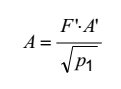 A = F'·A' / √p₁